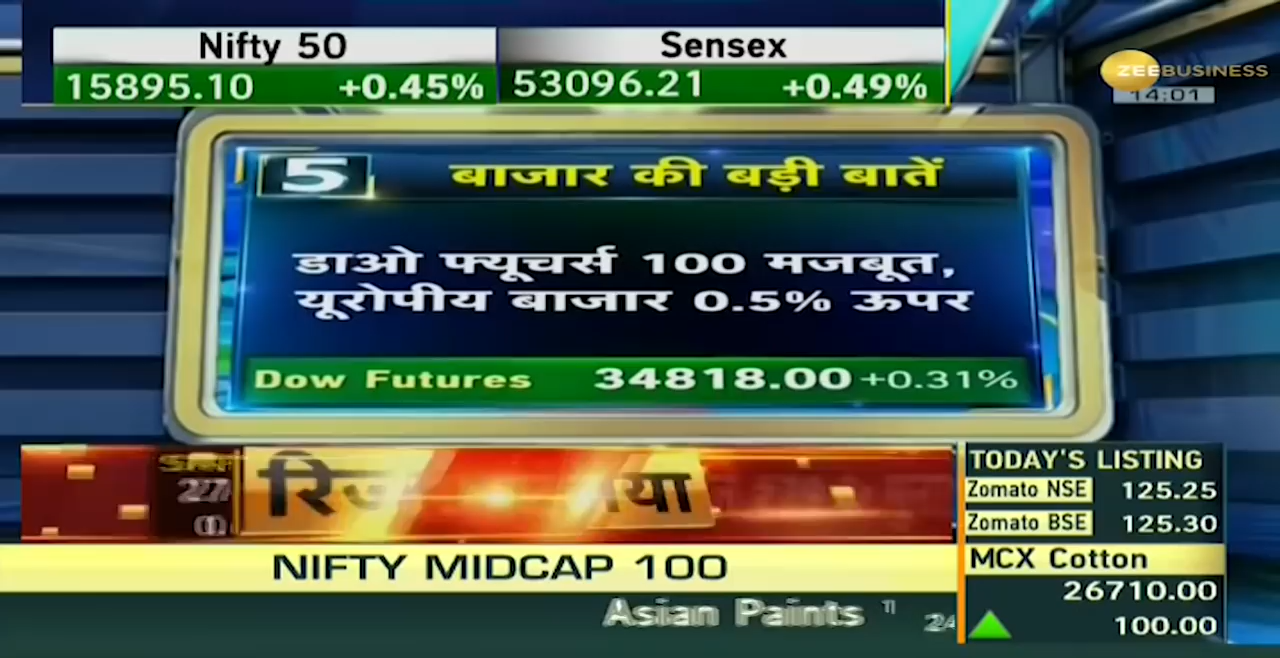 Nifty 50
15895.10 +0.45%
Sensex
53096.21 +0.49%
ZEEBUSINESS
14:01
5 बाजार की बड़ी बातें
डाओ फ्यूचर्स 100 मजबूत,
यूरोपीय बाजार 0.5% ऊपर
Dow Futures 34818.00 +0.31%
TODAY'S LISTING
Zomato NSE 125.25
Zomato BSE 125.30
MCX Cotton
26710.00
100.00
NIFTY MIDCAP 100
Asian Paints